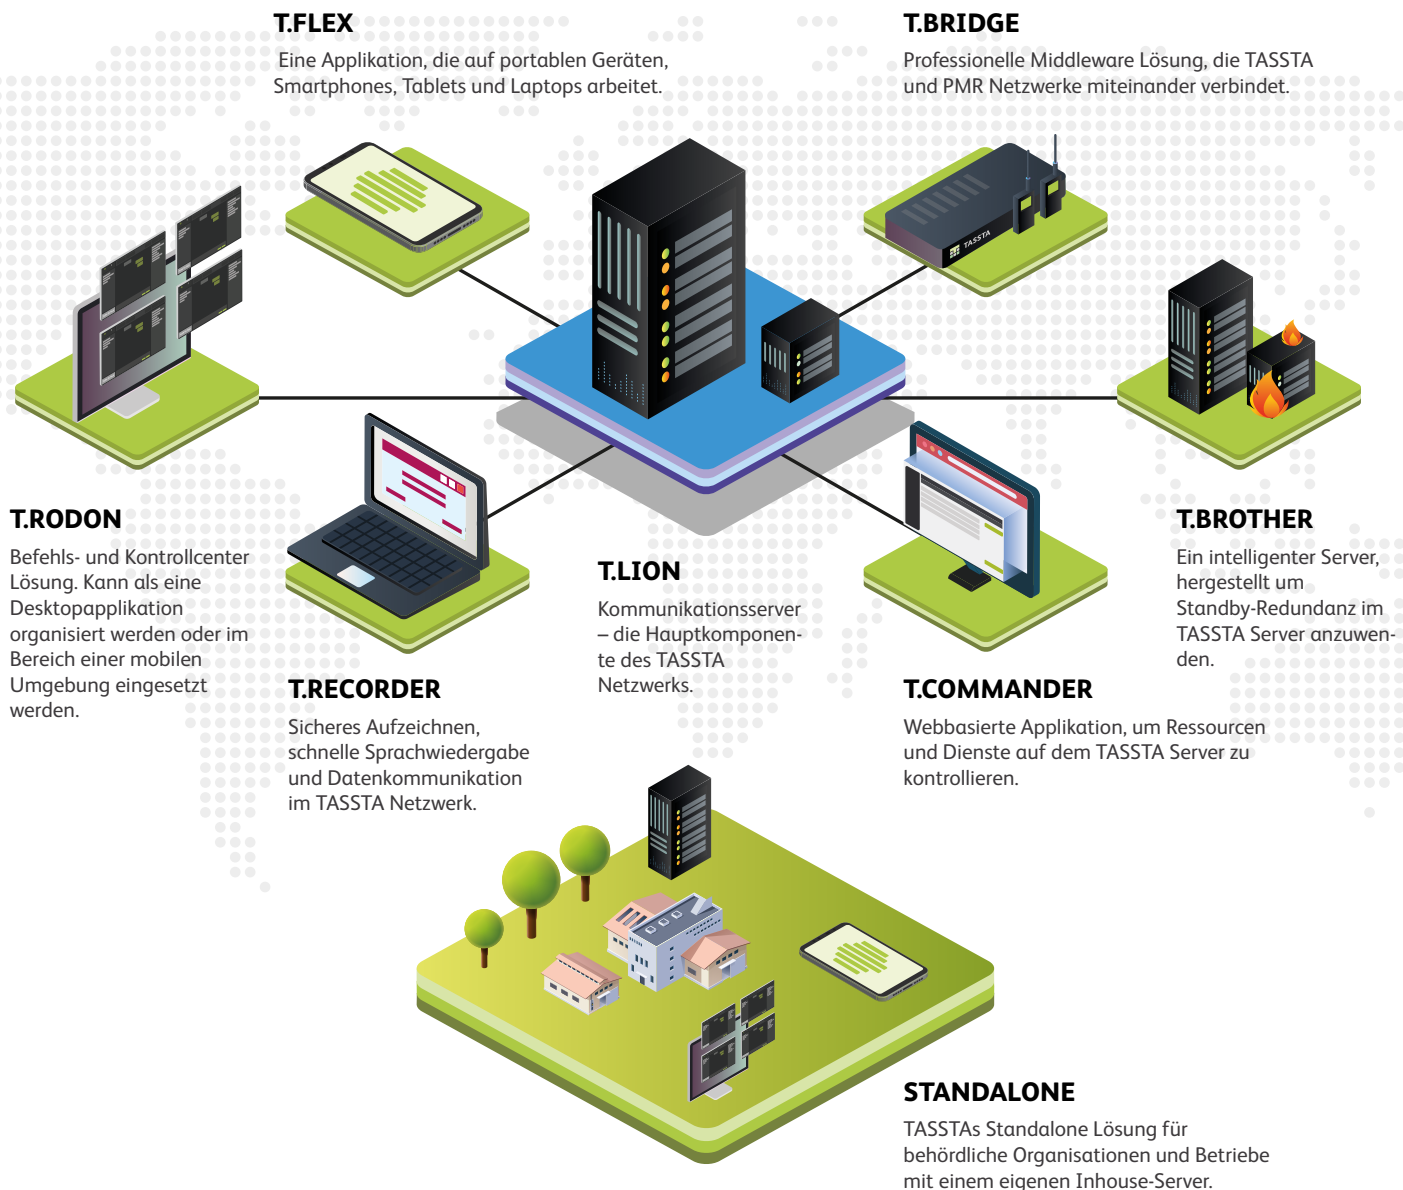 T.FLEX
Eine Applikation, die auf portablen Geräten,
Smartphones, Tablets und Laptops arbeitet.
T.BRIDGE
Professionelle Middleware Lösung, die TASSTA
und PMR Netzwerke miteinander verbindet.
TASSTA
T.RODON
Befehls- und Kontrollcenter
Lösung. Kann als eine
Desktopapplikation
organisiert werden oder im
Bereich einer mobilen
Umgebung eingesetzt
werden.
T.RECORDER
Sicheres Aufzeichnen,
schnelle Sprachwiedergabe
und Datenkommunikation
im TASSTA Netzwerk.
T.LION
Kommunikationsserver
– die Hauptkomponen-
te des TASSTA
Netzwerks.
T.COMMANDER
Webbasierte Applikation, um Ressourcen
und Dienste auf dem TASSTA Server zu
kontrollieren.
T.BROTHER
Ein intelligenter Server,
hergestellt um
Standby-Redundanz im
TASSTA Server anzuwen-
den.
STANDALONE
TASSTAs Standalone Lösung für
behördliche Organisationen und Betriebe
mit einem eigenen Inhouse-Server.